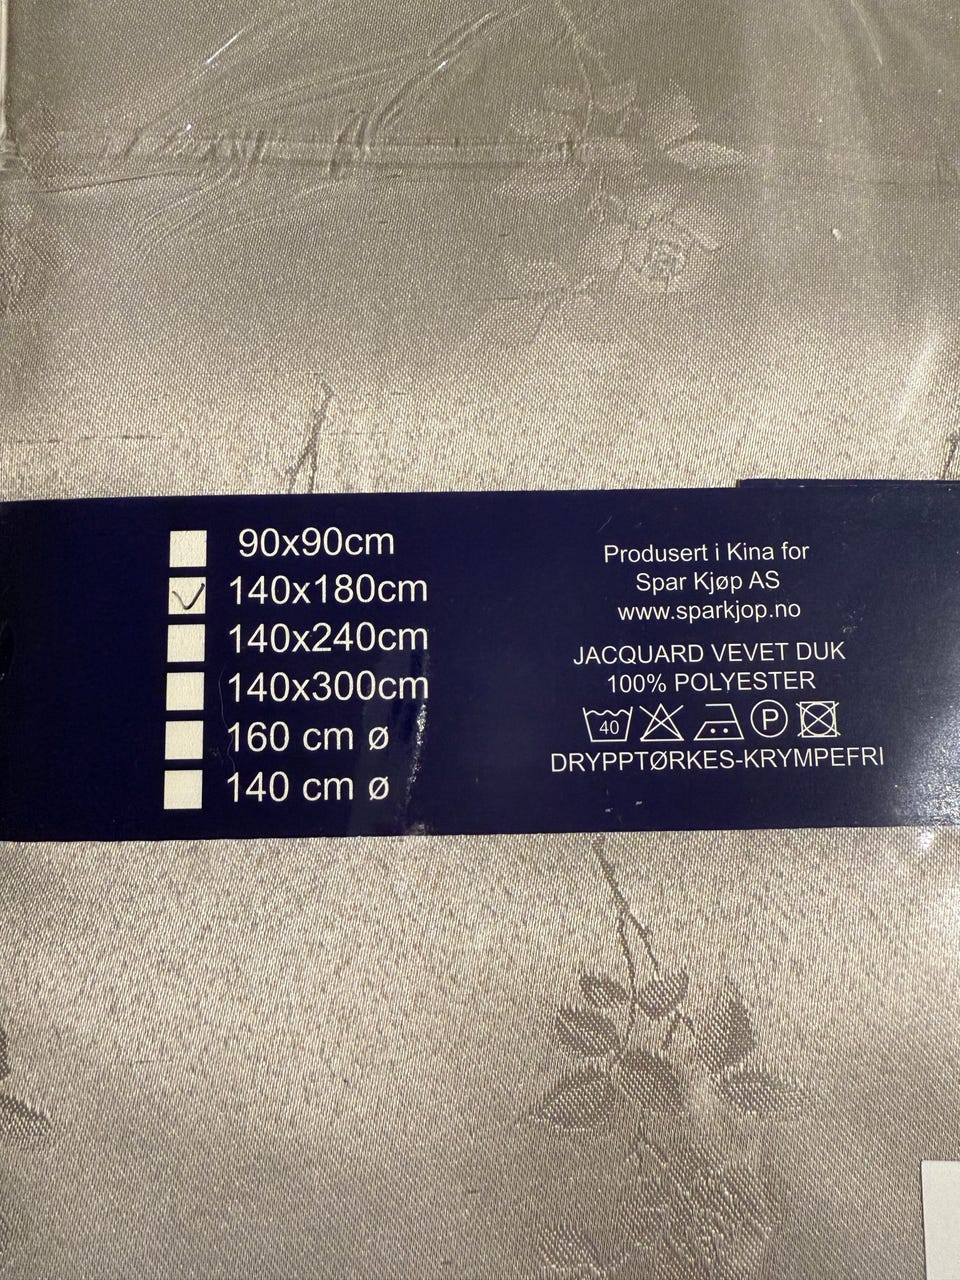 90x90cm
140x180cm
140x240cm
140x300cm
160 cm ø
140 cm ø
Produsert i Kina for
Spar Kjøp AS
www.sparkjop.no
JACQUARD VEVET DUK
100% POLYESTER
40 P
DRYPPTØRKES-KRYMPEFRI